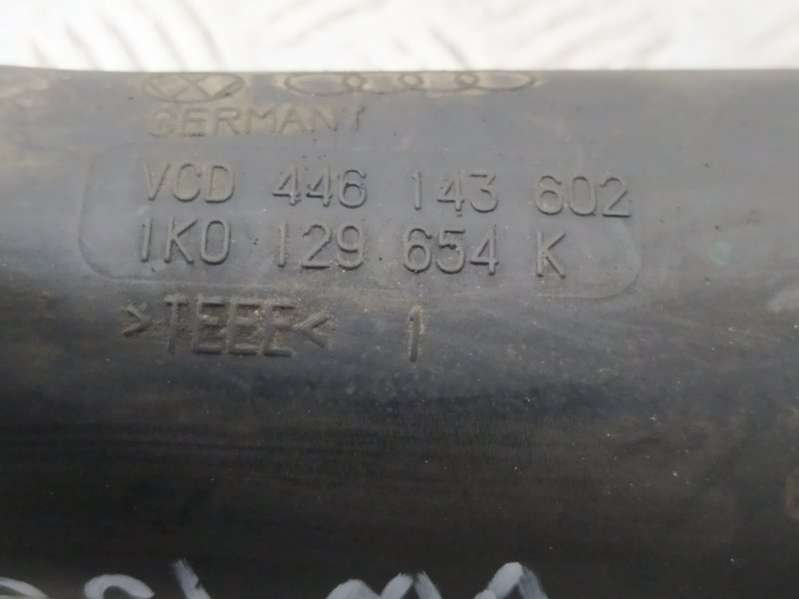 GERMANY
VCD 446 143 602
1K0 129 654 K
>TEEE< 1